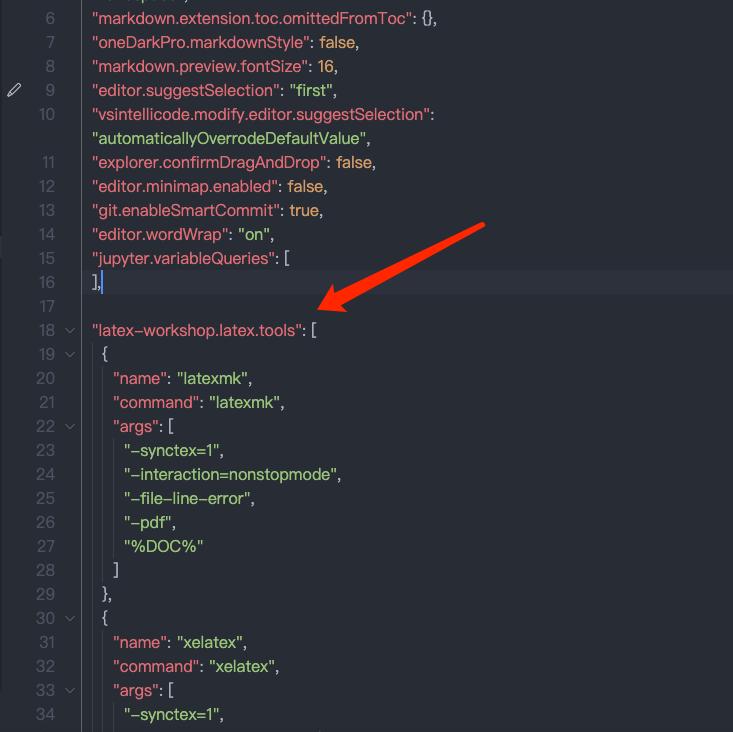 6 "markdown.extension.toc.omittedFromToc": {},
7 "oneDarkPro.markdownStyle": false,
8 "markdown.preview.fontSize": 16,
9 "editor.suggestSelection": "first",
10 "vsintellicode.modify.editor.suggestSelection":
"automaticallyOverrodeDefaultValue",
11 "explorer.confirmDragAndDrop": false,
12 "editor.minimap.enabled": false,
13 "git.enableSmartCommit": true,
14 "editor.wordWrap": "on",
15 "jupyter.variableQueries": [
16 ],
17
18 "latex-workshop.latex.tools": [
19 {
20 "name": "latexmk",
21 "command": "latexmk",
22 "args": [
23 "-synctex=1",
24 "-interaction=nonstopmode",
25 "-file-line-error",
26 "-pdf",
27 "%DOC%"
28 ]
29 },
30 {
31 "name": "xelatex",
32 "command": "xelatex",
33 "args": [
34 "-synctex=1",